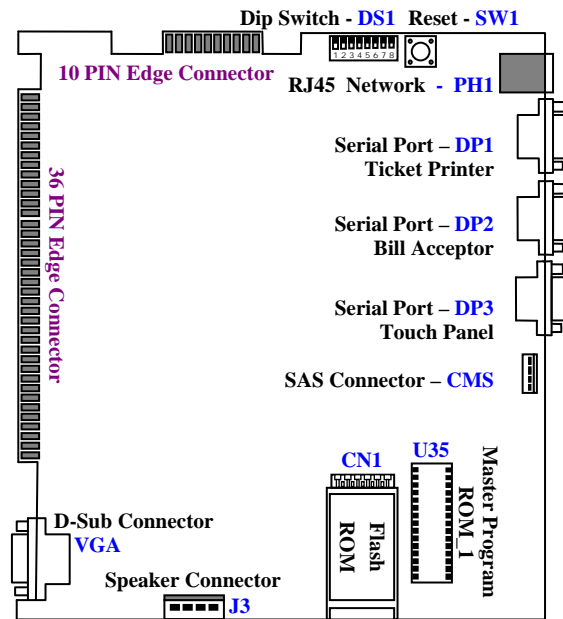 Dip Switch - DS1 Reset - SW1
1 2 3 4 5 6 7 8
10 PIN Edge Connector
RJ45 Network - PH1
Serial Port – DP1
Ticket Printer
36 PIN Edge Connector
Serial Port – DP2
Bill Acceptor
Serial Port – DP3
Touch Panel
SAS Connector – CMS
CN1
U35
Flash
ROM
Master Program
ROM_1
D-Sub Connector
VGA
Speaker Connector
J3